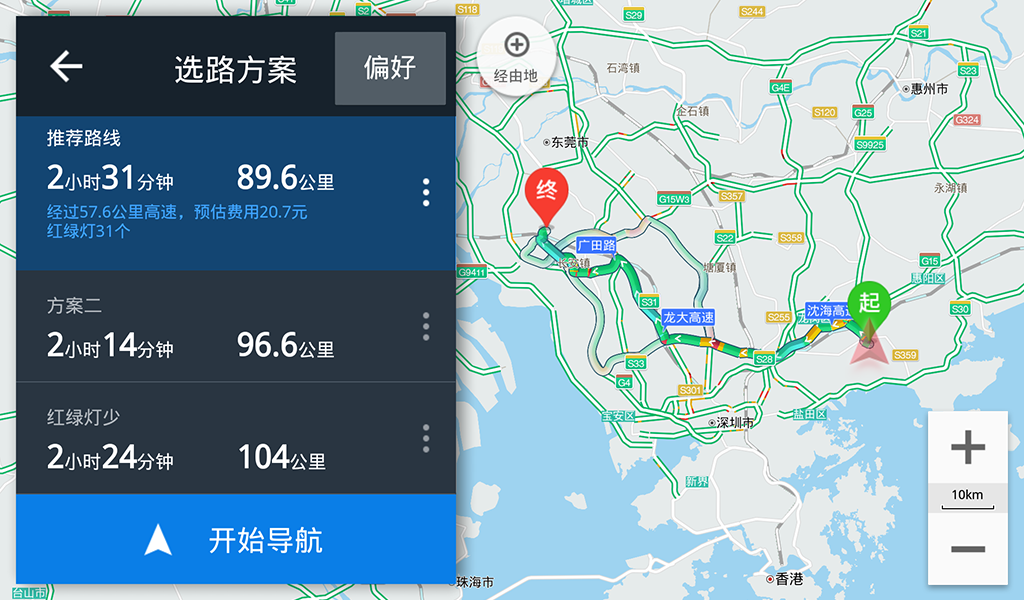 选路方案
偏好
推荐路线
2小时31分钟
89.6公里
经过57.6公里高速，预估费用20.7元
红绿灯31个
方案二
2小时14分钟
96.6公里
红绿灯少
2小时24分钟
104公里
开始导航
经由地
S118
S29
S244
S21
石湾镇
S23
G4E
惠州市
企石镇
S120
G25
G324
东莞市
S9925
终
永湖镇
G15W3
S357
广田路
S22
S358
G15
长安镇
塘厦镇
惠阳区
G9411
起
S31
沈海高速
S30
龙大高速
S255
S28
S359
S33
G4
S301
宝安区
深圳市
盐田区
新界
10km
香港
珠海市
台山市